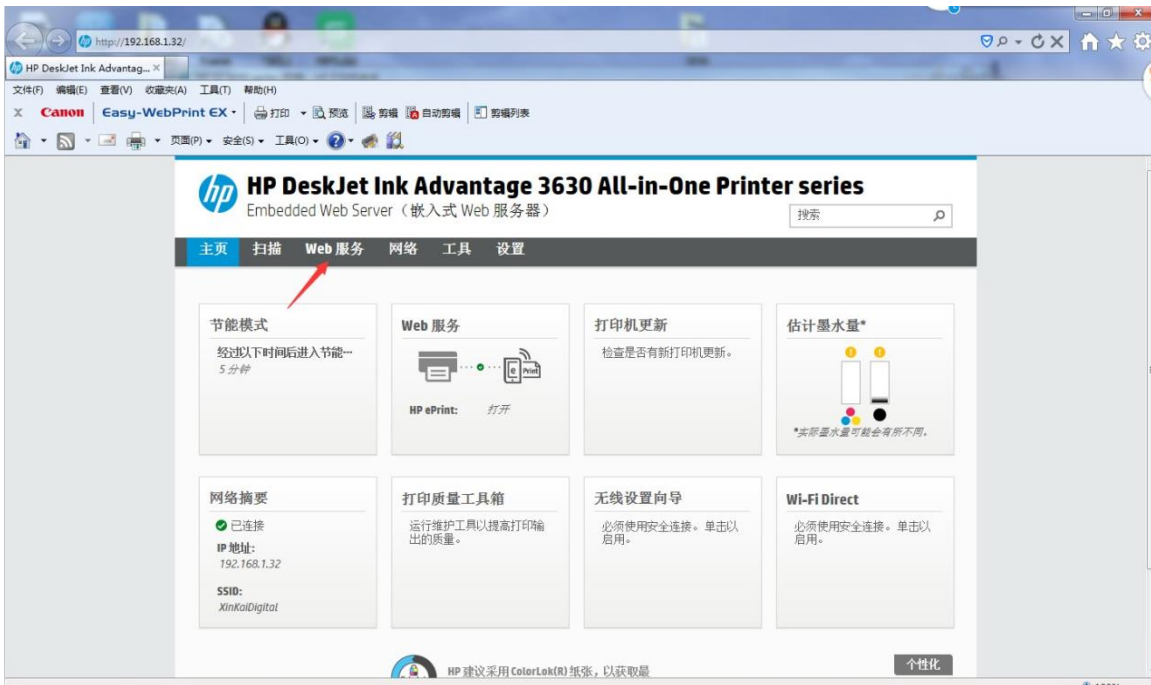 http://192.168.1.32/
HP DeskJet Ink Advantag...
文件(F) 编辑(E) 查看(V) 收藏夹(A) 工具(T) 帮助(H)
x Canon Easy-WebPrint EX 打印 预览 剪辑 自动剪辑 剪辑列表
页面(P) 安全(S) 工具(O)
hp
HP DeskJet Ink Advantage 3630 All-in-One Printer series
Embedded Web Server（嵌入式 Web 服务器）
搜索
主页 扫描 Web 服务 网络 工具 设置
节能模式
经过以下时间后进入节能…
5 分钟
Web 服务
e Print
HP ePrint: 打开
打印机更新
检查是否有新打印机更新。
估计墨水量*
*实际墨水量可能会有所不同。
网络摘要
已连接
IP 地址:
192.168.1.32
SSID:
XinKaiDigital
打印质量工具箱
运行维护工具以提高打印输
出的质量。
无线设置向导
必须使用安全连接。单击以
启用。
Wi-Fi Direct
必须使用安全连接。单击以
启用。
HP 建议采用 ColorLok(R) 纸张，以获取最
个性化